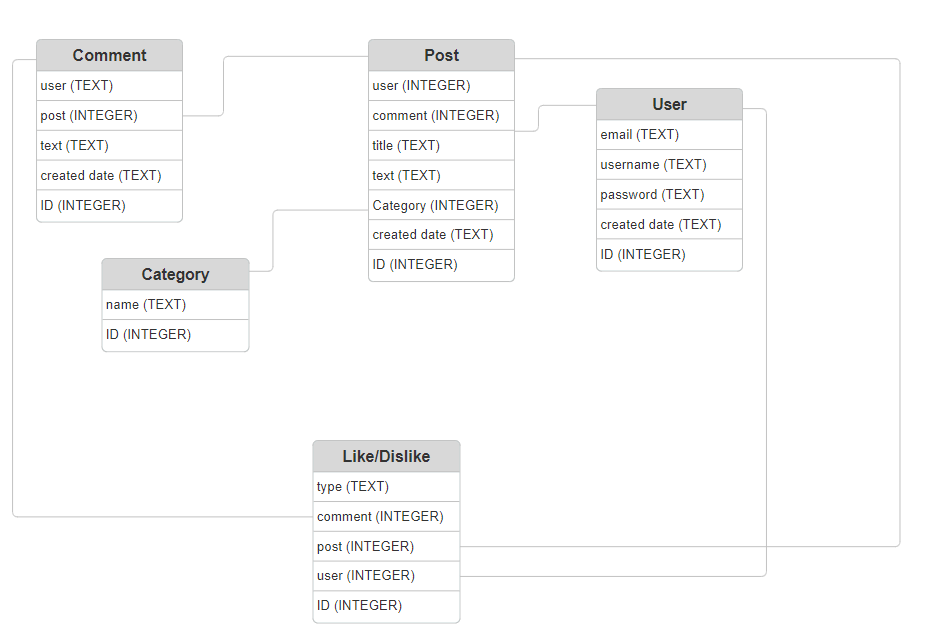 Comment
user (TEXT)
post (INTEGER)
text (TEXT)
created date (TEXT)
ID (INTEGER)
Post
user (INTEGER)
comment (INTEGER)
title (TEXT)
text (TEXT)
Category (INTEGER)
created date (TEXT)
ID (INTEGER)
User
email (TEXT)
username (TEXT)
password (TEXT)
created date (TEXT)
ID (INTEGER)
Category
name (TEXT)
ID (INTEGER)
Like/Dislike
type (TEXT)
comment (INTEGER)
post (INTEGER)
user (INTEGER)
ID (INTEGER)